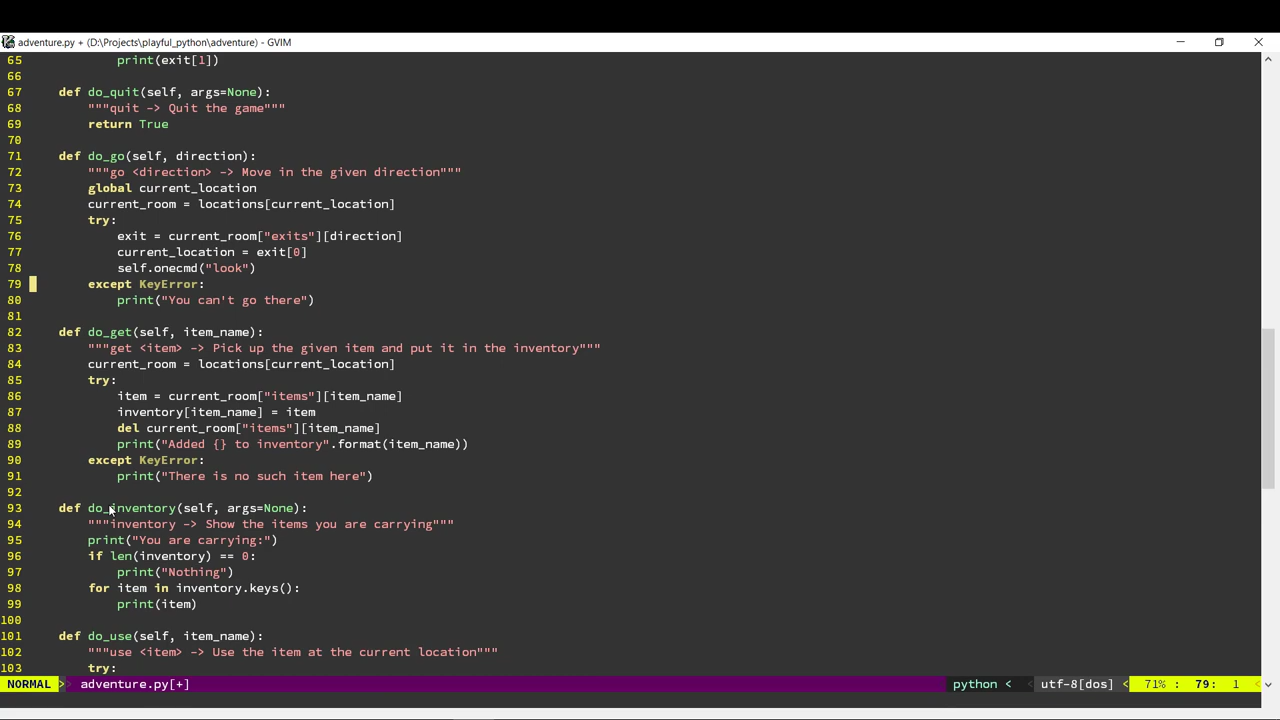 adventure.py + (D:\Projects\playful_python\adventure) - GVIM
65             print(exit[1])
66
67     def do_quit(self, args=None):
68         """quit -> Quit the game"""
69         return True
70
71     def do_go(self, direction):
72         """go <direction> -> Move in the given direction"""
73         global current_location
74         current_room = locations[current_location]
75         try:
76             exit = current_room["exits"][direction]
77             current_location = exit[0]
78             self.onecmd("look")
79         except KeyError:
80             print("You can't go there")
81
82     def do_get(self, item_name):
83         """get <item> -> Pick up the given item and put it in the inventory"""
84         current_room = locations[current_location]
85         try:
86             item = current_room["items"][item_name]
87             inventory[item_name] = item
88             del current_room["items"][item_name]
89             print("Added {} to inventory".format(item_name))
90         except KeyError:
91             print("There is no such item here")
92
93     def do_inventory(self, args=None):
94         """inventory -> Show the items you are carrying"""
95         print("You are carrying:")
96         if len(inventory) == 0:
97             print("Nothing")
98         for item in inventory.keys():
99             print(item)
100
101     def do_use(self, item_name):
102         """use <item> -> Use the item at the current location"""
103         try:
NORMAL > adventure.py[+] python < < utf-8[dos] < 71% : 79: 1 <